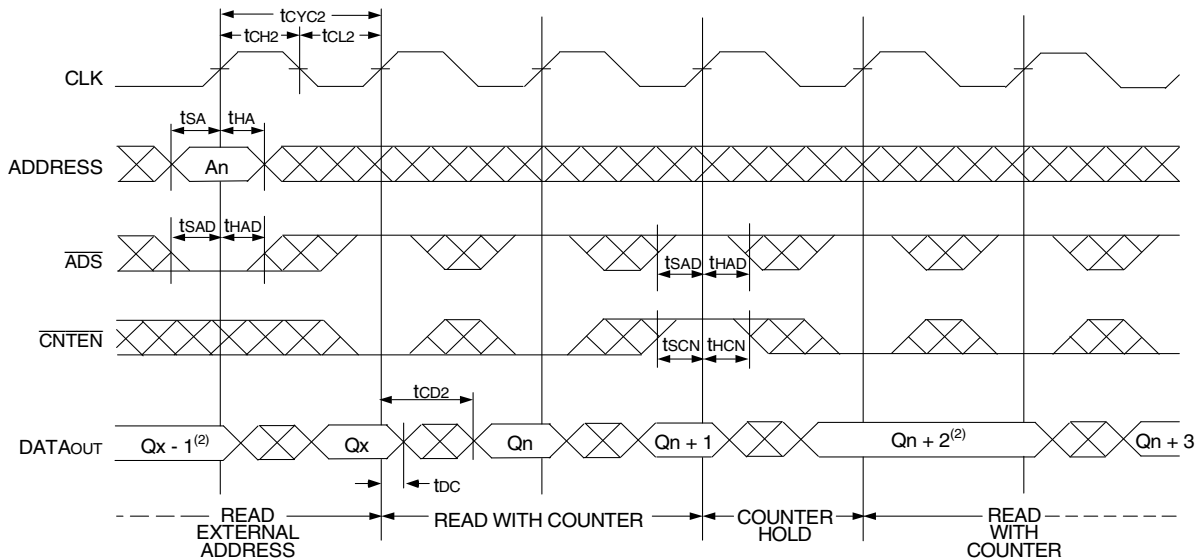 tCYC2
tCH2 tCL2
CLK
tSA tHA
ADDRESS An
tSAD tHAD
ADS
tSAD tHAD
CNTEN
tSCN tHCN
tCD2
DATAOUT Qx - 1(2) Qx Qn Qn + 1 Qn + 2(2) Qn + 3
tDC
READ EXTERNAL ADDRESS
READ WITH COUNTER
COUNTER HOLD
READ WITH COUNTER